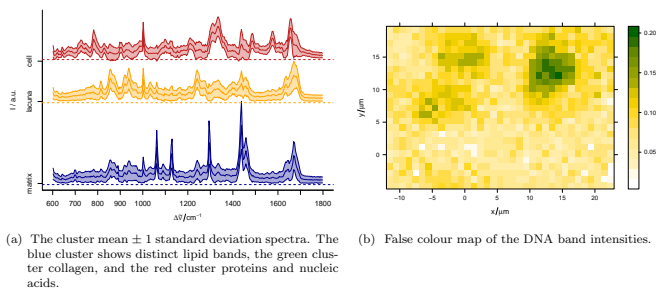 cell
lacuna
matrix
I / a.u.
600 700 800 900 1000 1200 1400 1600 1800
Δν̃/cm⁻¹
(a) The cluster mean ± 1 standard deviation spectra. The
blue cluster shows distinct lipid bands, the green clus-
ter collagen, and the red cluster proteins and nucleic
acids.
y/µm
15
10
5
0
-10 -5 0 5 10 15 20
x/µm
0.20
0.15
0.10
0.05
(b) False colour map of the DNA band intensities.